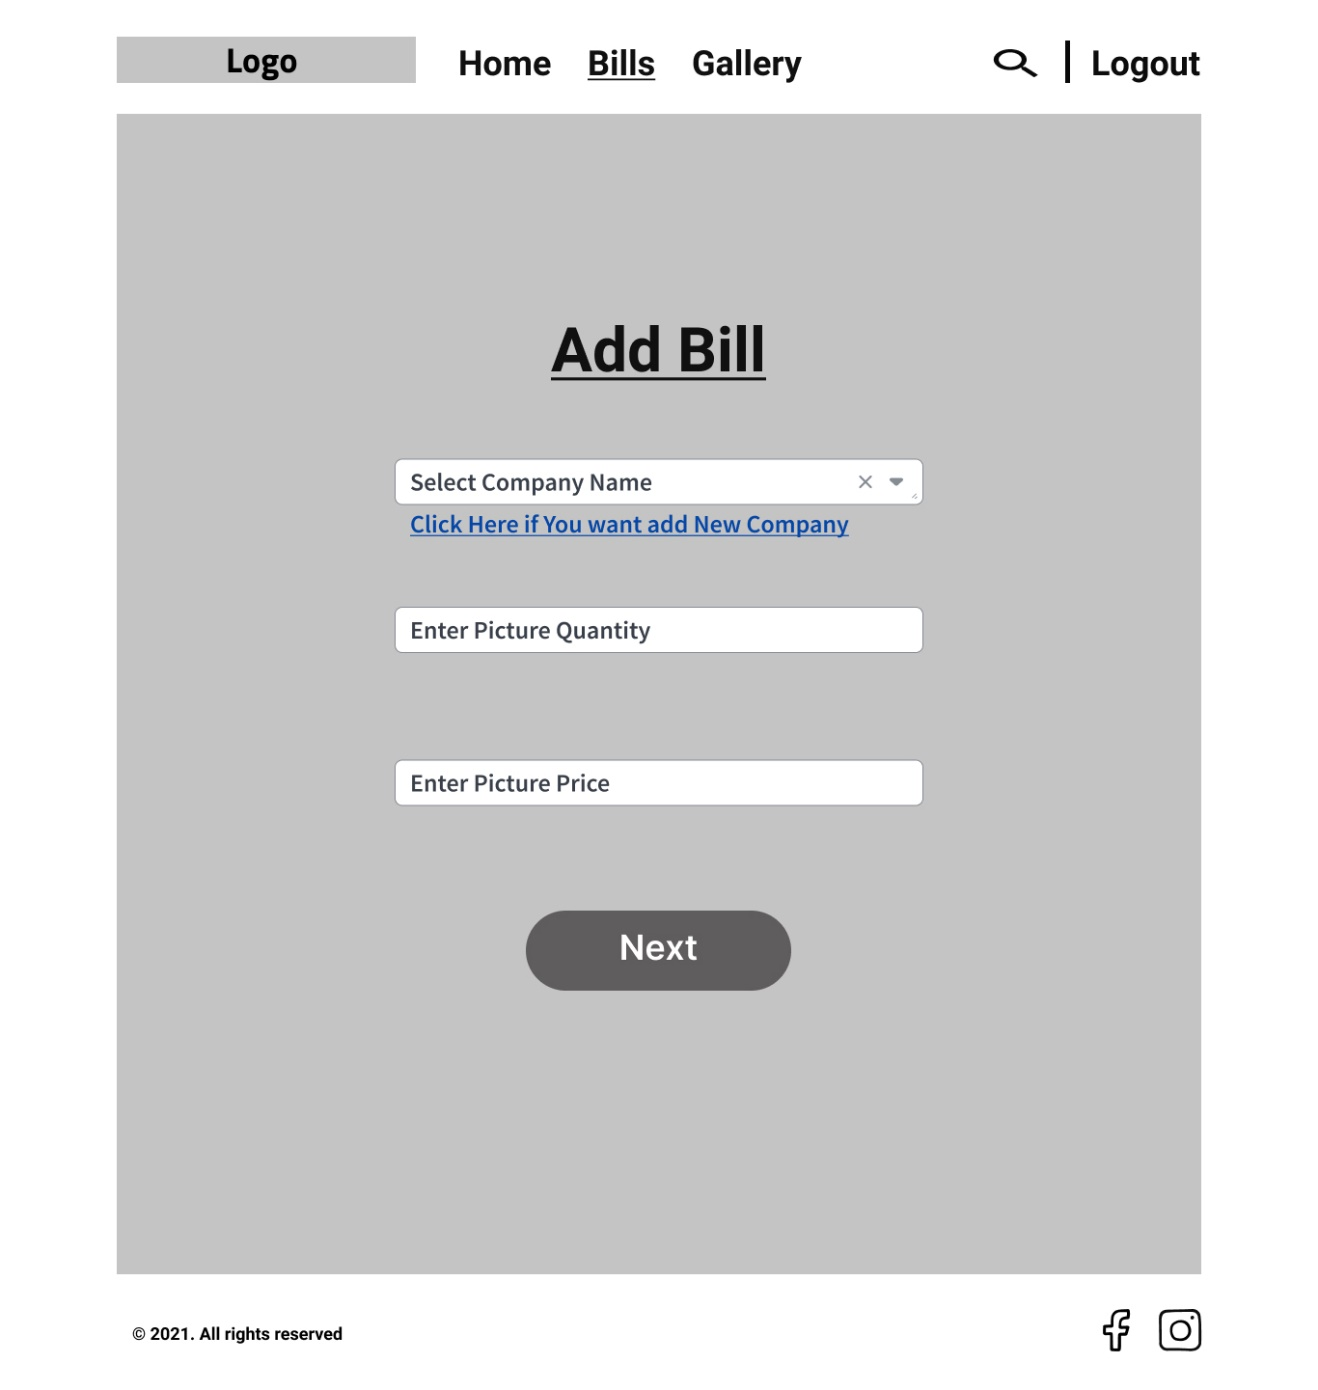 Logo
Home Bills Gallery
Logout
Add Bill
Select Company Name
Click Here if You want add New Company
Enter Picture Quantity
Enter Picture Price
Next
© 2021. All rights reserved